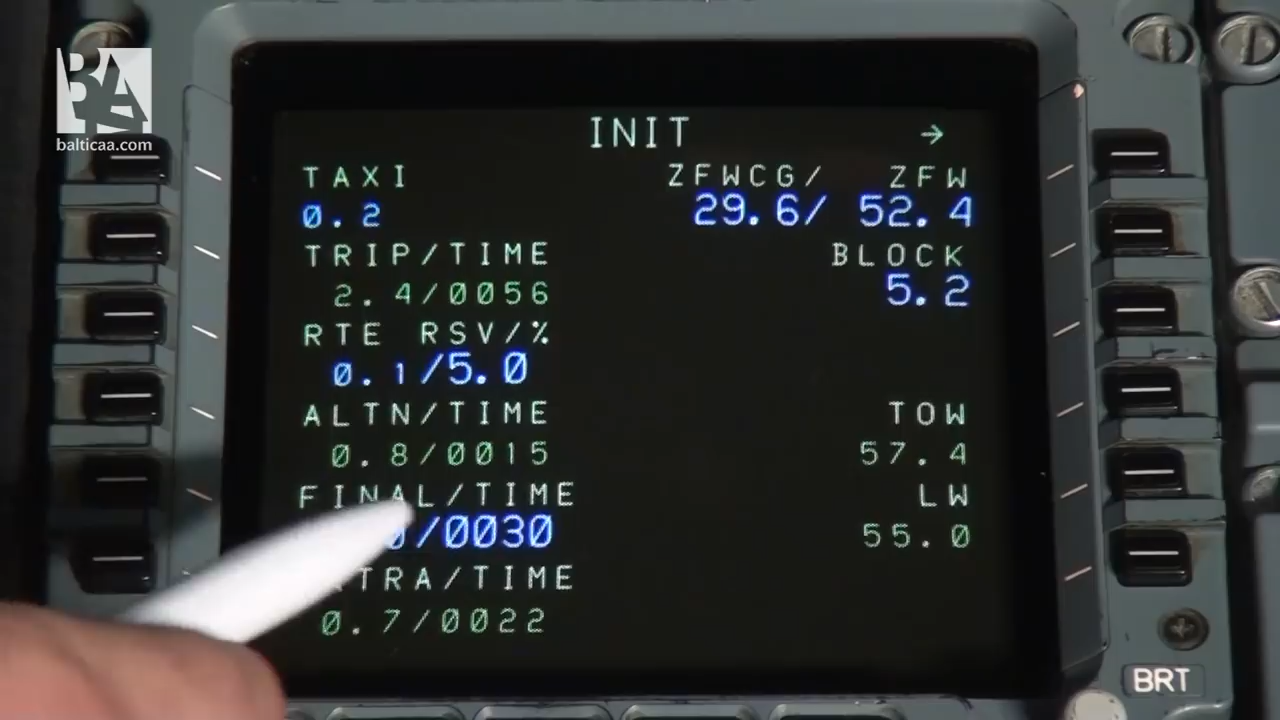 BA
balticaa.com
INIT →
TAXI ZFWCG/ ZFW
0.2 29.6/ 52.4
TRIP/TIME BLOCK
2.4/0056 5.2
RTE RSV/%
0.1/5.0
ALTN/TIME TOW
0.8/0015 57.4
FINAL/TIME LW
0/0030 55.0
TRA/TIME
0.7/0022
BRT